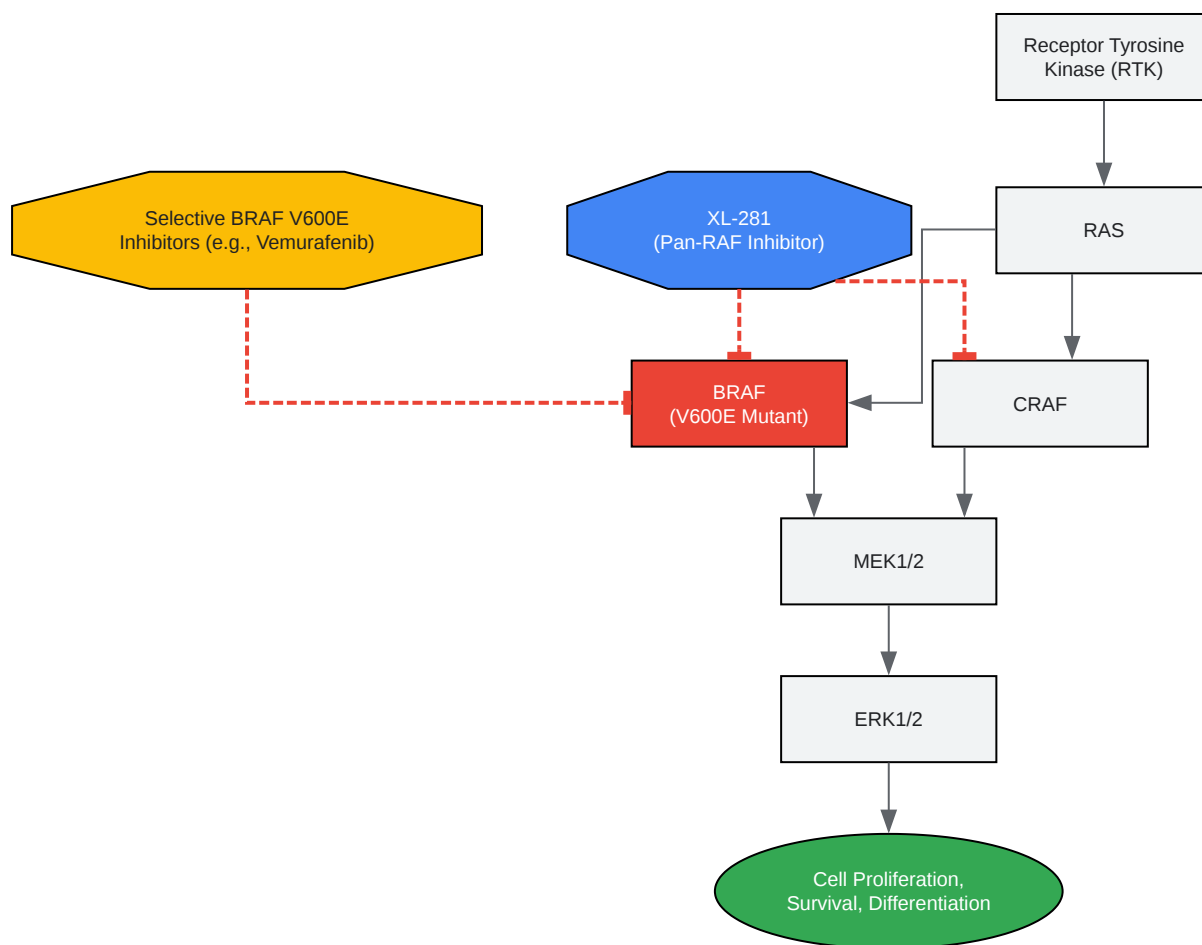 Receptor Tyrosine
Kinase (RTK)
Selective BRAF V600E
Inhibitors (e.g., Vemurafenib)
XL-281
(Pan-RAF Inhibitor)
RAS
BRAF
(V600E Mutant)
CRAF
MEK1/2
ERK1/2
Cell Proliferation,
Survival, Differentiation